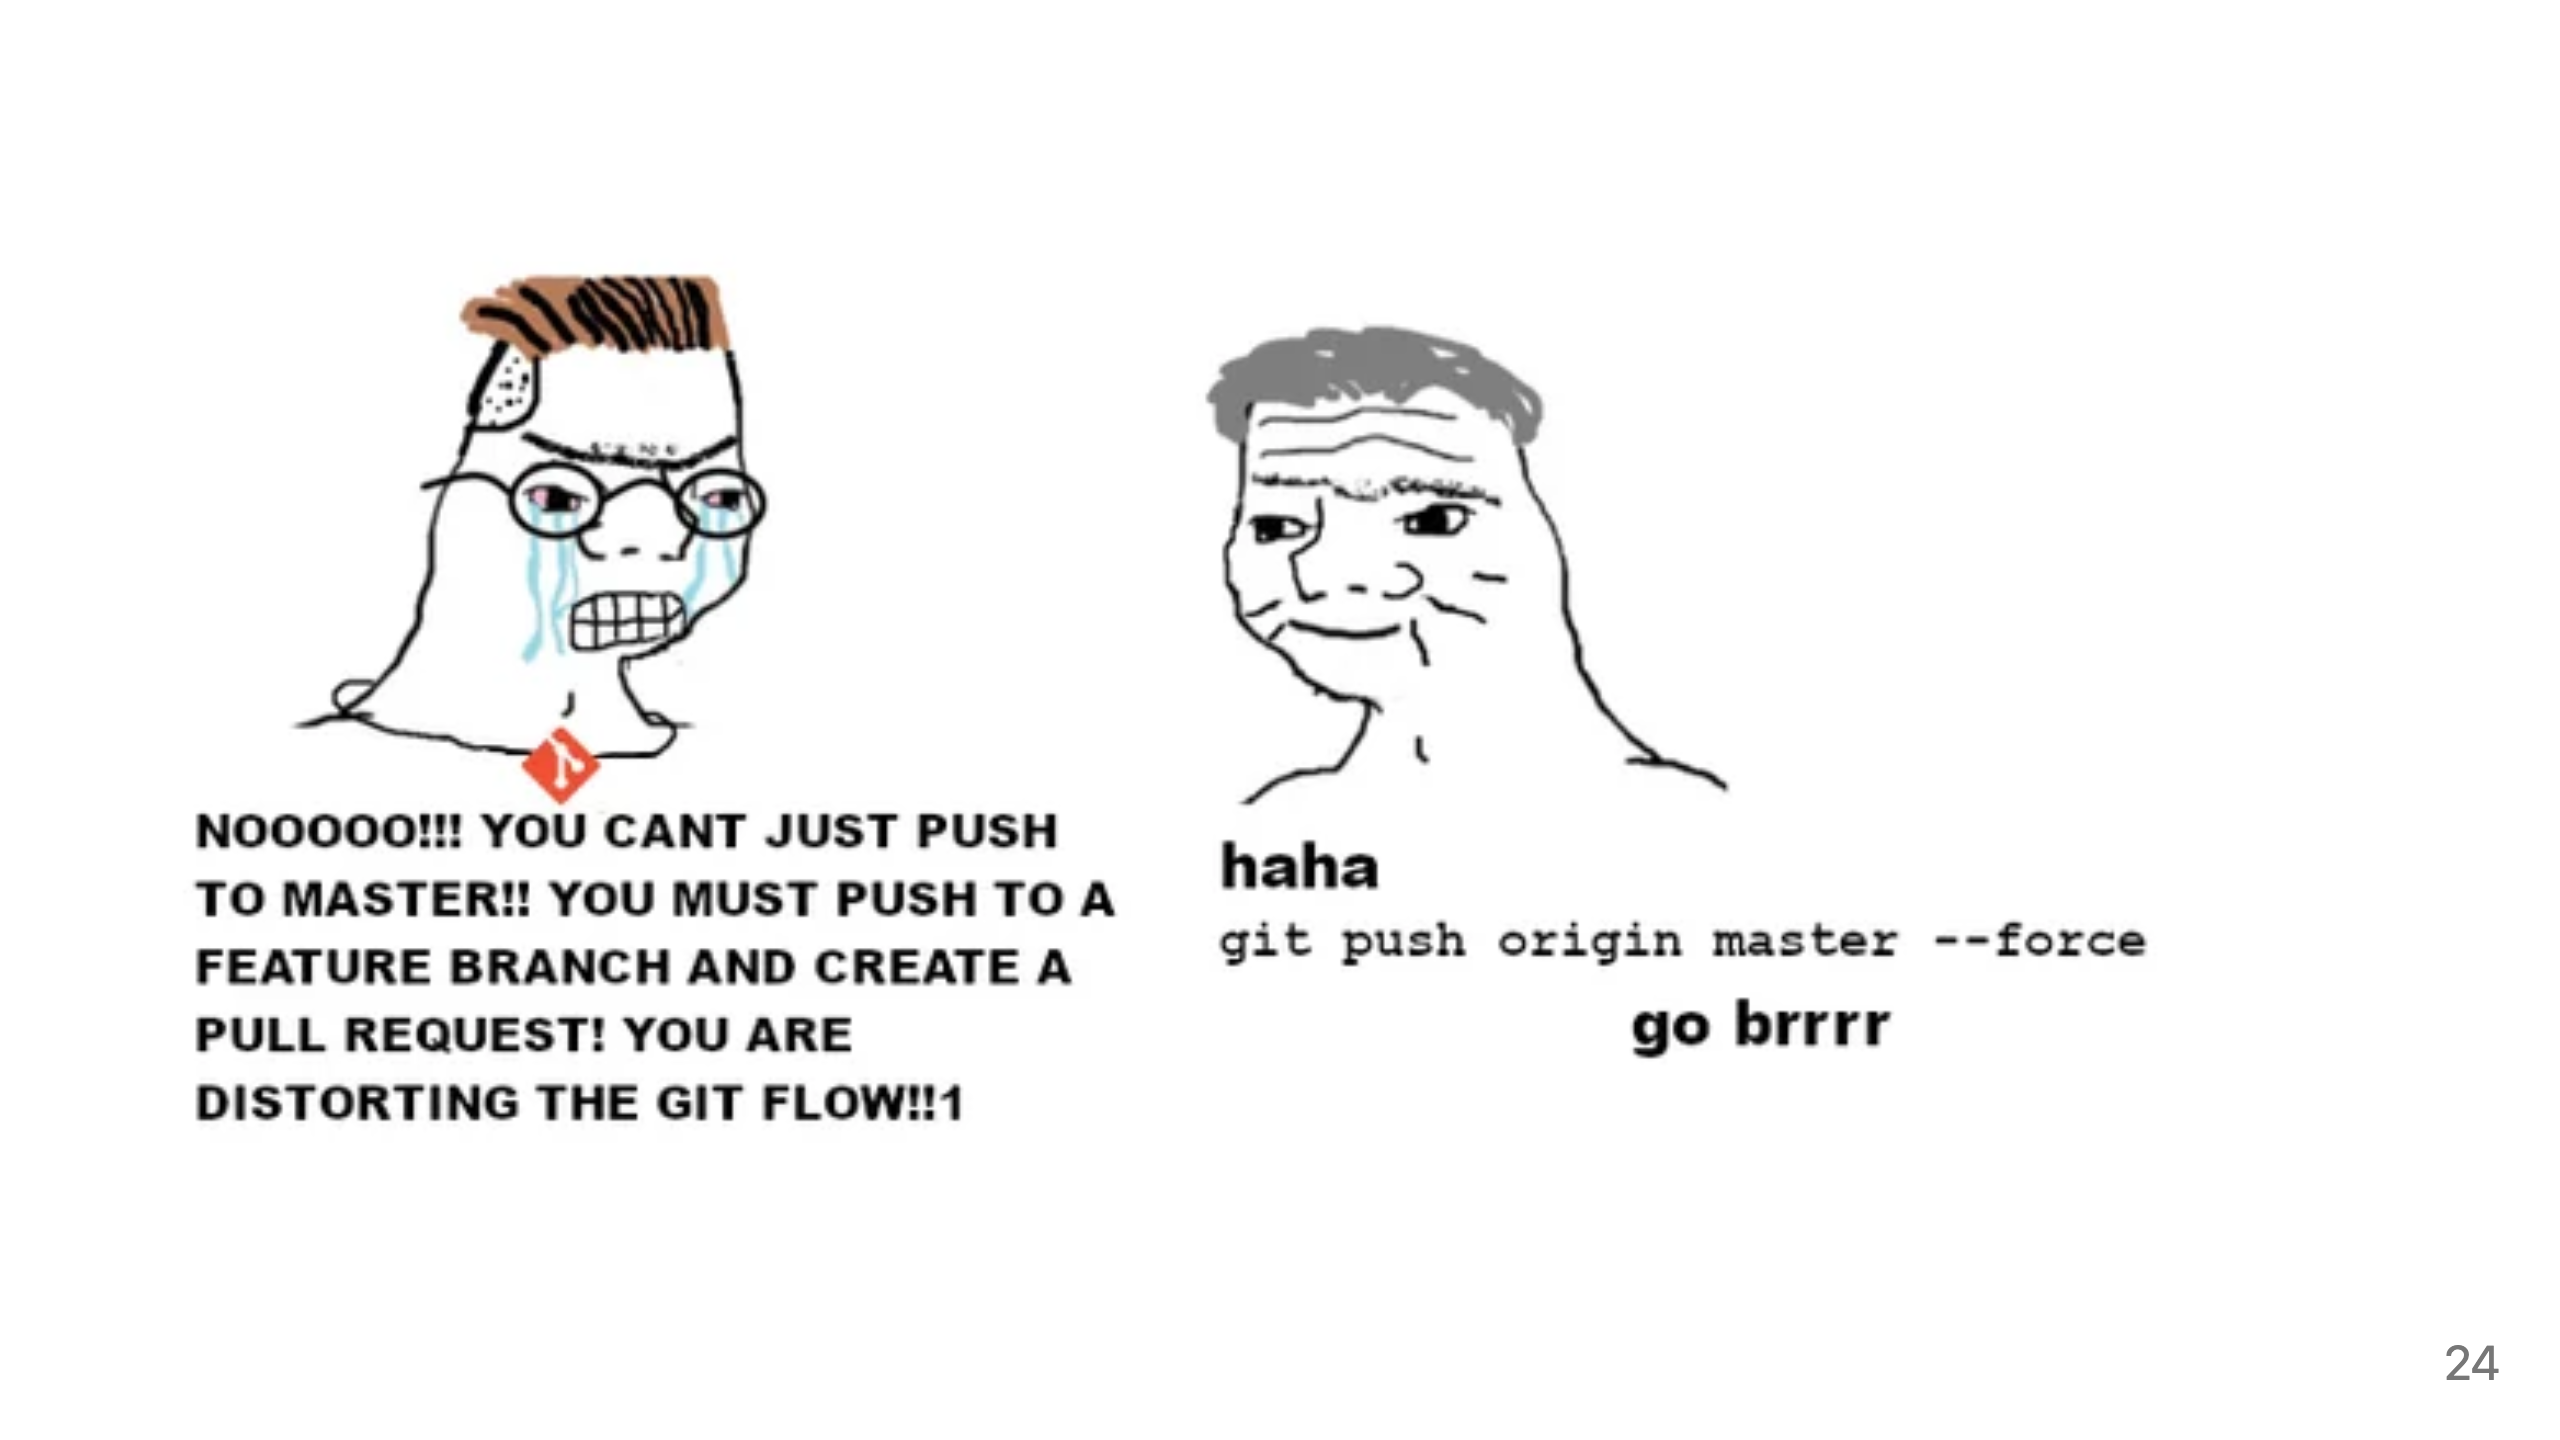 NOOOOO!!! YOU CANT JUST PUSH
TO MASTER!! YOU MUST PUSH TO A
FEATURE BRANCH AND CREATE A
PULL REQUEST! YOU ARE
DISTORTING THE GIT FLOW!!1
haha
git push origin master --force
go brrrr
24